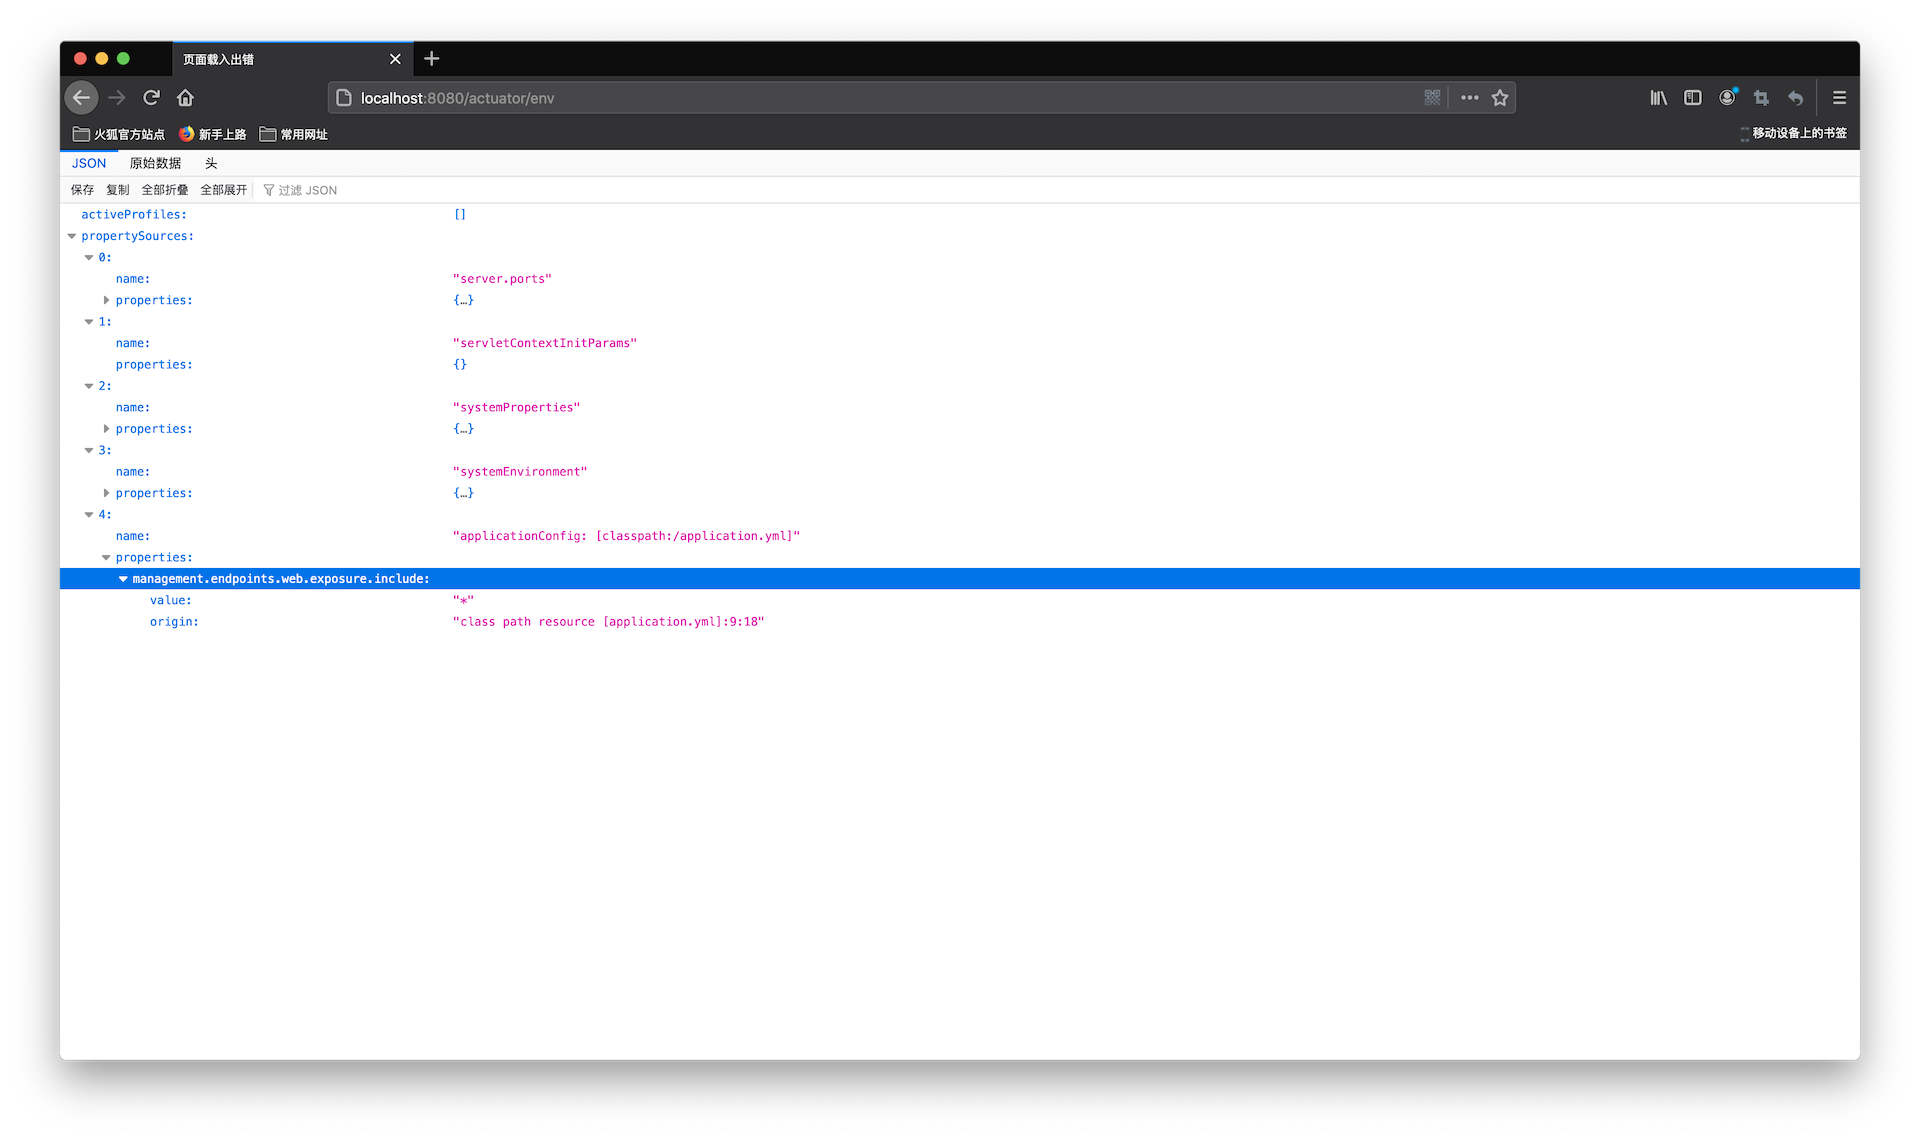 页面载入出错
localhost:8080/actuator/env
火狐官方站点 新手上路 常用网址 移动设备上的书签
JSON 原始数据 头
保存 复制 全部折叠 全部展开 过滤 JSON
activeProfiles: []
propertySources:
0:
name: "server.ports"
properties: {…}
1:
name: "servletContextInitParams"
properties: {}
2:
name: "systemProperties"
properties: {…}
3:
name: "systemEnvironment"
properties: {…}
4:
name: "applicationConfig: [classpath:/application.yml]"
properties:
management.endpoints.web.exposure.include:
value: "*"
origin: "class path resource [application.yml]:9:18"